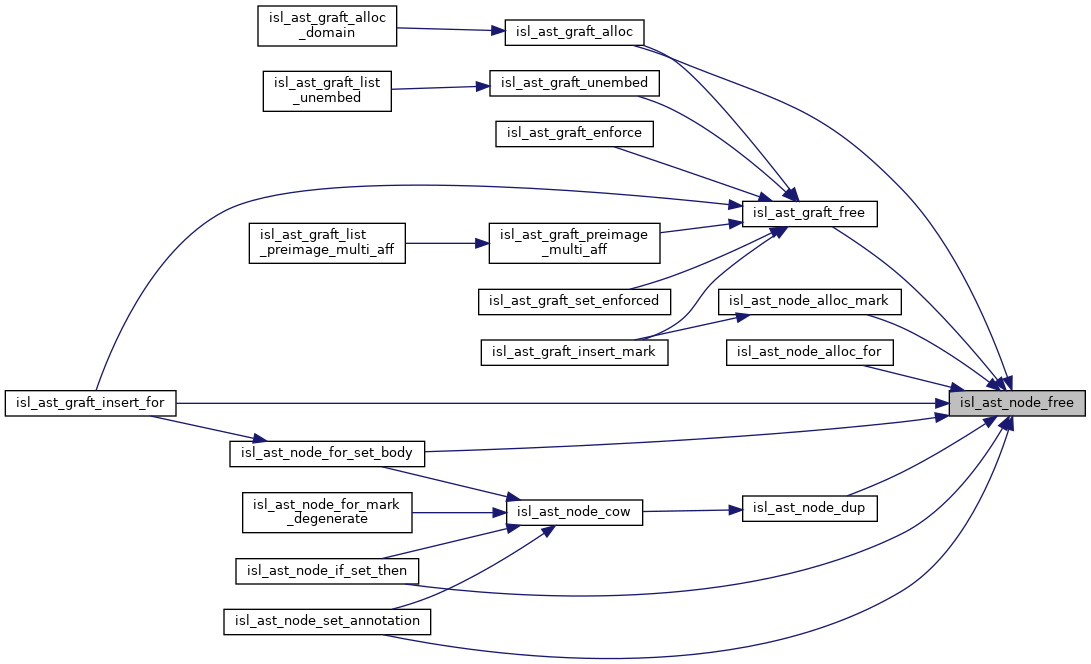 isl_ast_graft_alloc
_domain
isl_ast_graft_alloc
isl_ast_graft_list
_unembed
isl_ast_graft_unembed
isl_ast_graft_enforce
isl_ast_graft_free
isl_ast_graft_list
_preimage_multi_aff
isl_ast_graft_preimage
_multi_aff
isl_ast_graft_set_enforced
isl_ast_node_alloc_mark
isl_ast_graft_insert_mark
isl_ast_node_alloc_for
isl_ast_graft_insert_for
isl_ast_node_free
isl_ast_node_for_set_body
isl_ast_node_for_mark
_degenerate
isl_ast_node_cow
isl_ast_node_dup
isl_ast_node_if_set_then
isl_ast_node_set_annotation